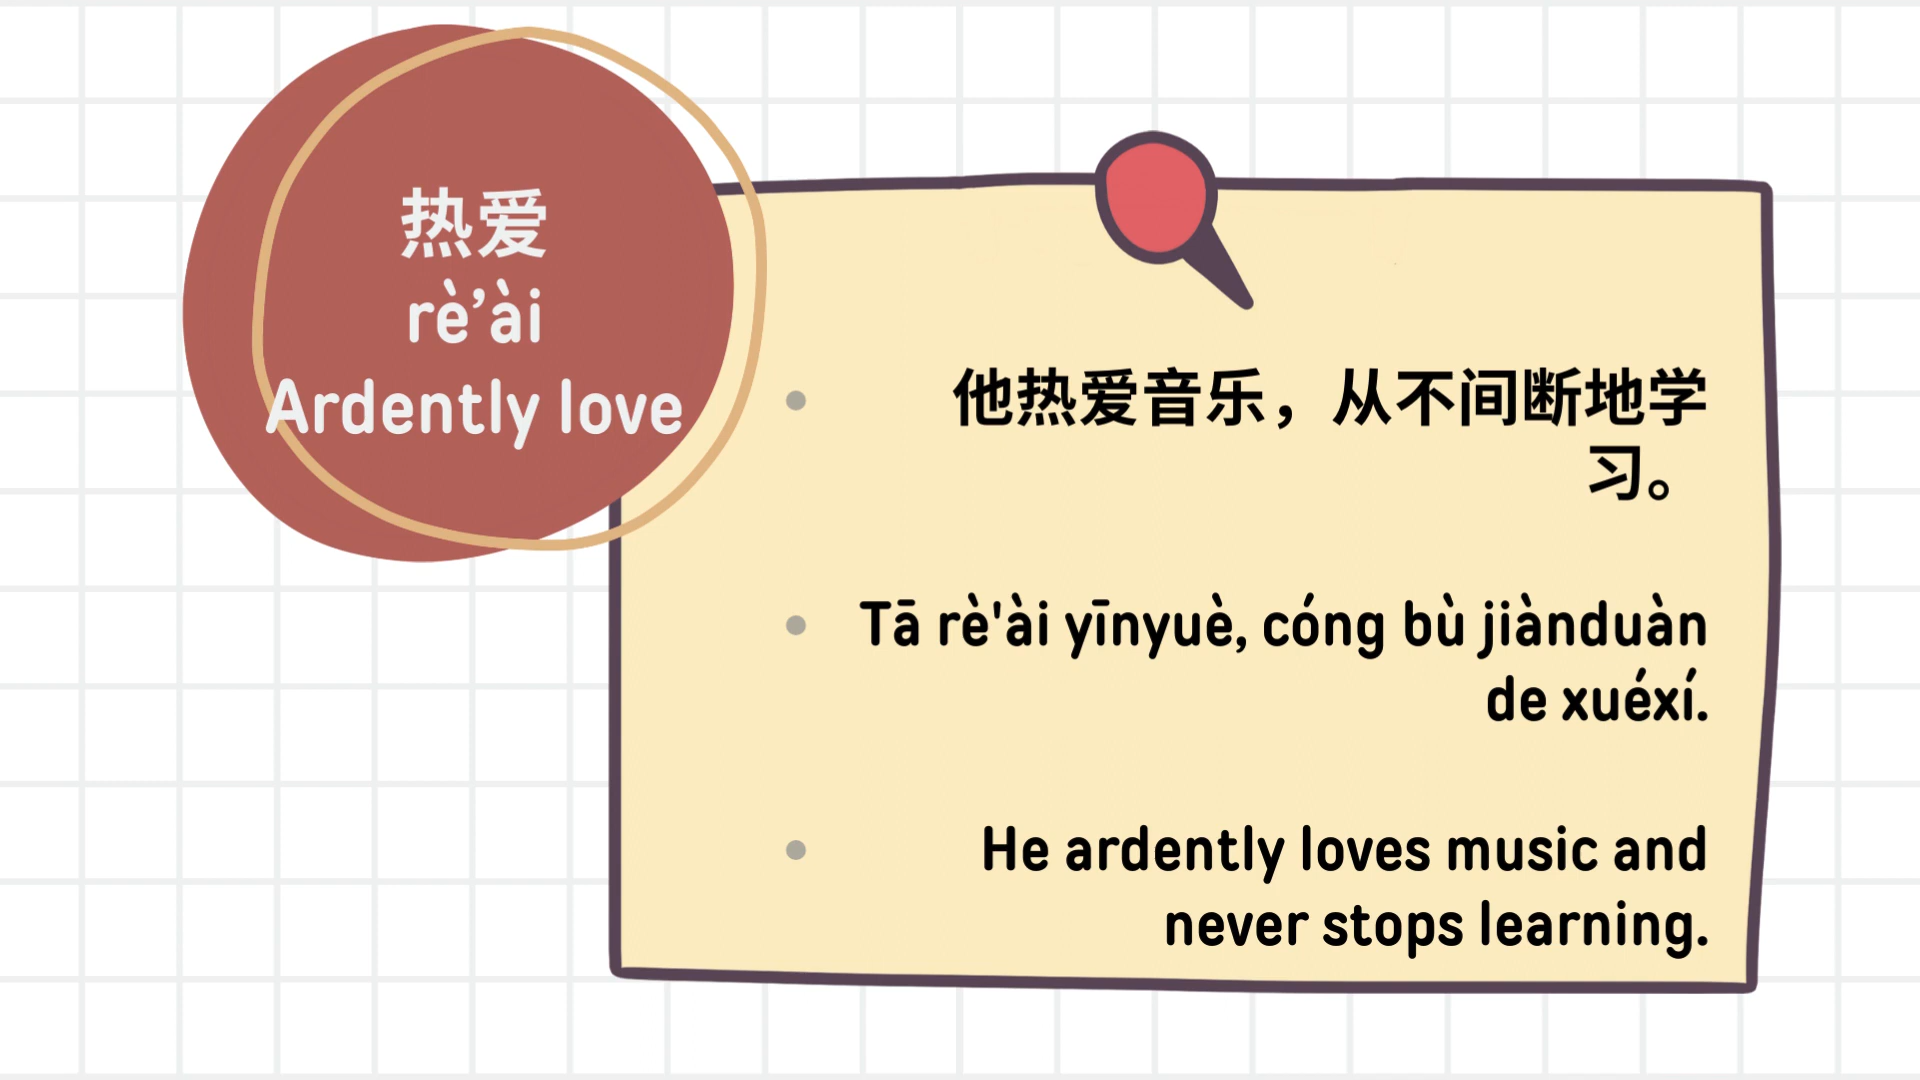 热爱
rè’ài
Ardently love
他热爱音乐，从不间断地学
习。
Tā rè'ài yīnyuè, cóng bù jiànduàn
de xuéxí.
He ardently loves music and
never stops learning.